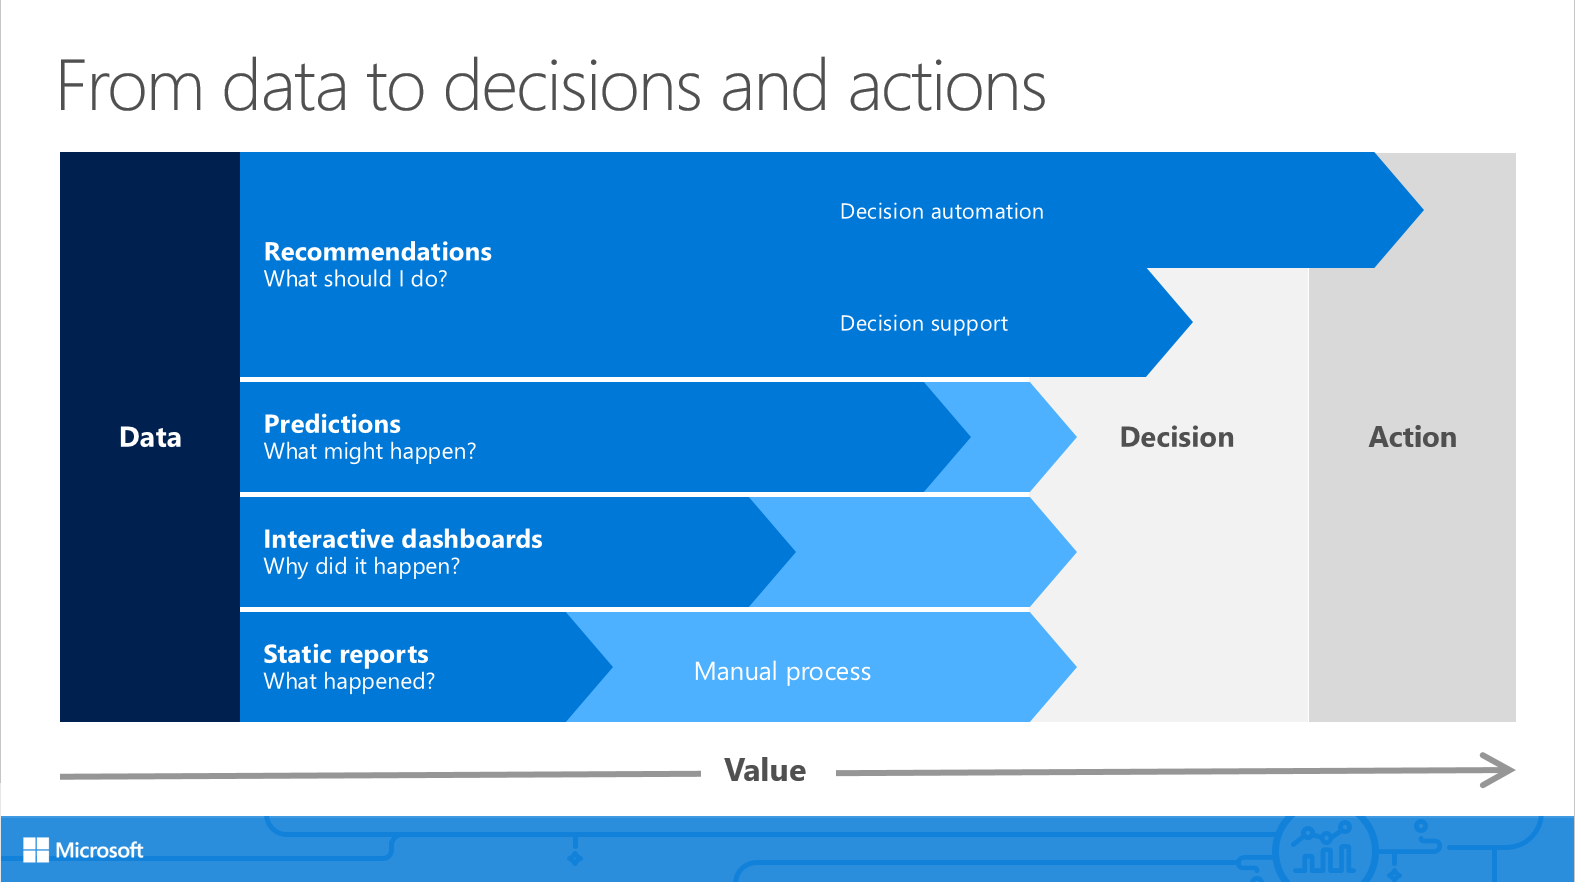 From data to decisions and actions
Data
Recommendations
What should I do?
Decision automation
Decision support
Predictions
What might happen?
Interactive dashboards
Why did it happen?
Static reports
What happened?
Manual process
Decision
Action
Value
Microsoft